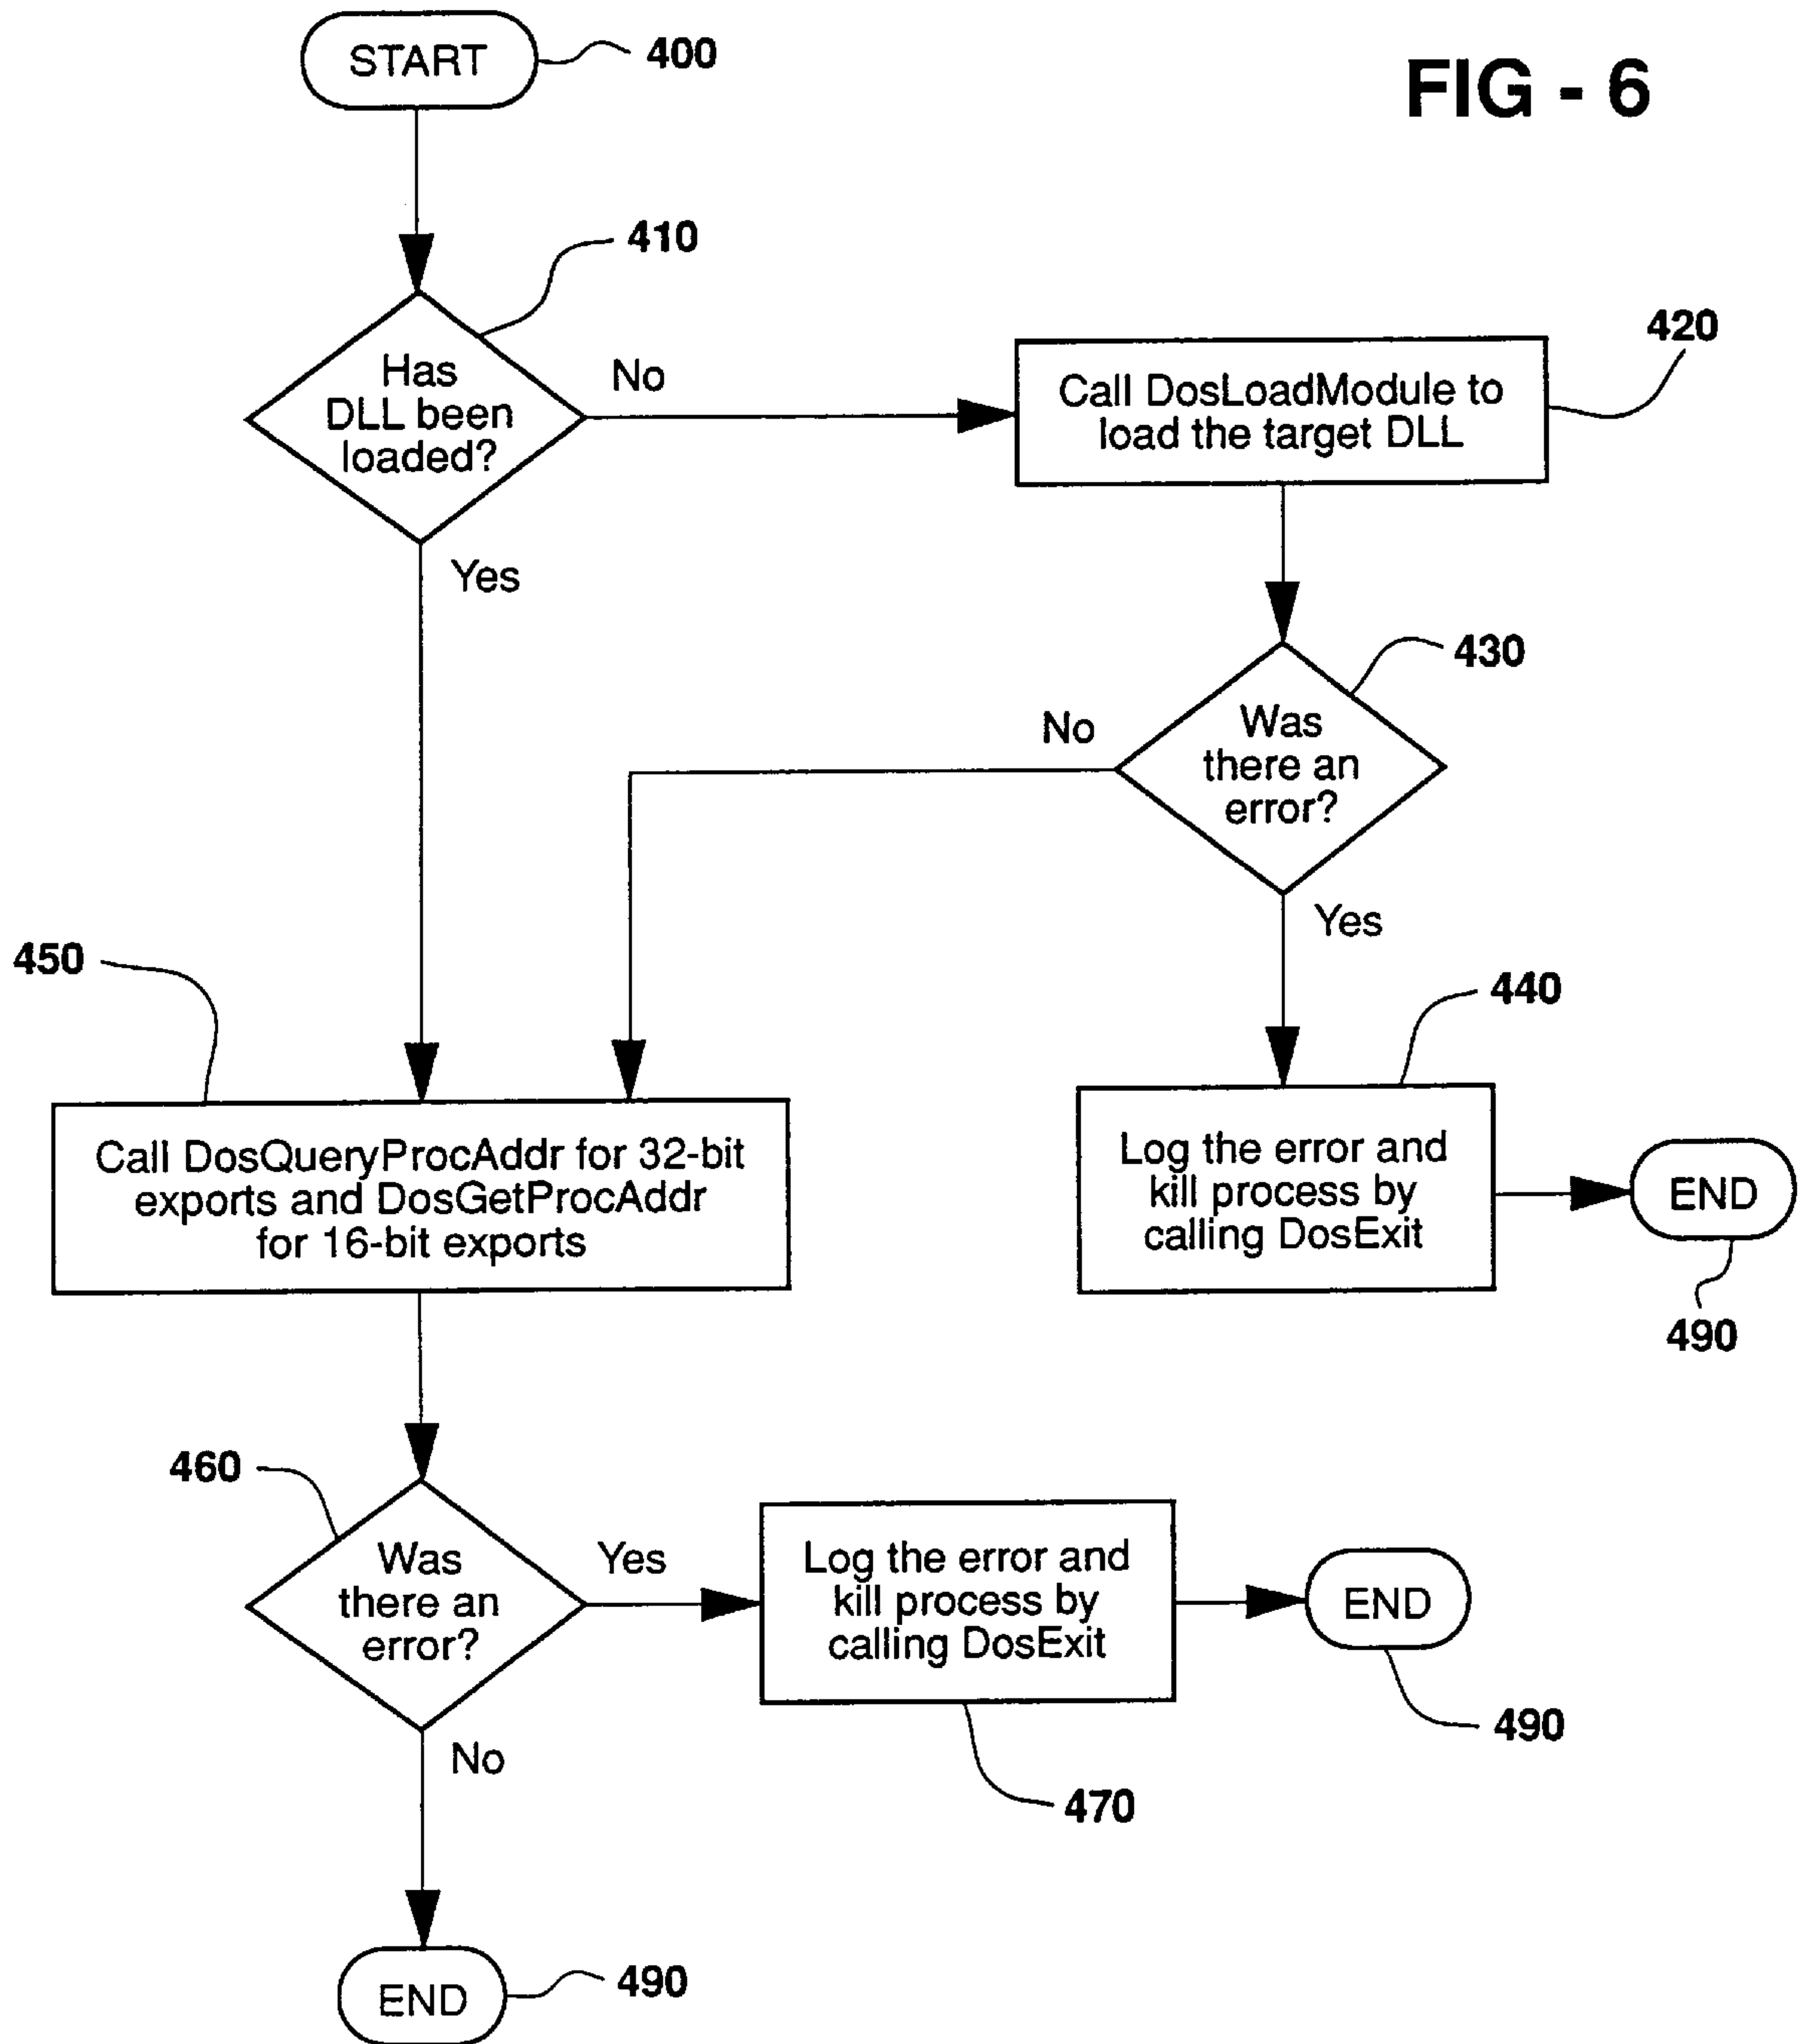 START
400
FIG - 6
410
Has
DLL been
loaded?
No
420
Call DosLoadModule to
load the target DLL
Yes
430
Was
there an
error?
No
Yes
450
440
Call DosQueryProcAddr for 32-bit
exports and DosGetProcAddr
for 16-bit exports
Log the error and
kill process by
calling DosExit
END
490
460
Was
there an
error?
Yes
Log the error and
kill process by
calling DosExit
END
490
No
470
END
490